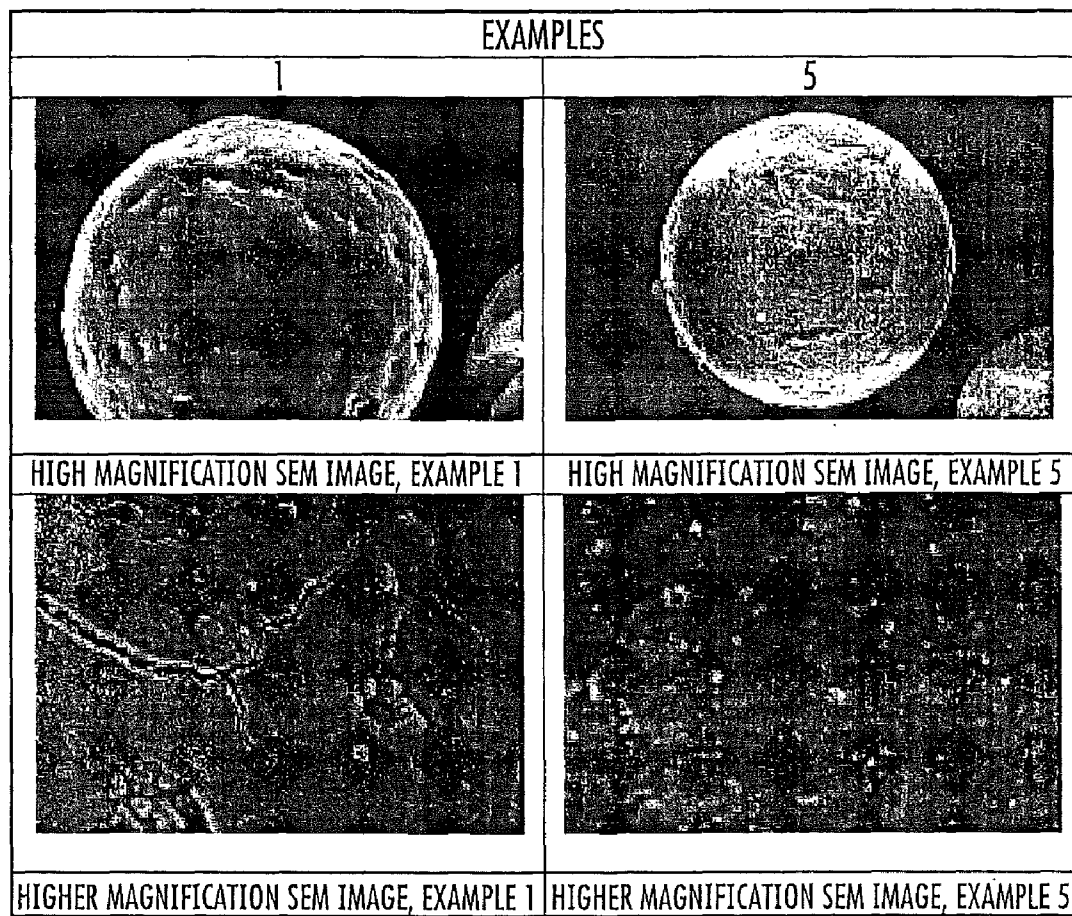 EXAMPLES
1 5
HIGH MAGNIFICATION SEM IMAGE, EXAMPLE 1 HIGH MAGNIFICATION SEM IMAGE, EXAMPLE 5
HIGHER MAGNIFICATION SEM IMAGE, EXAMPLE 1 HIGHER MAGNIFICATION SEM IMAGE, EXAMPLE 5